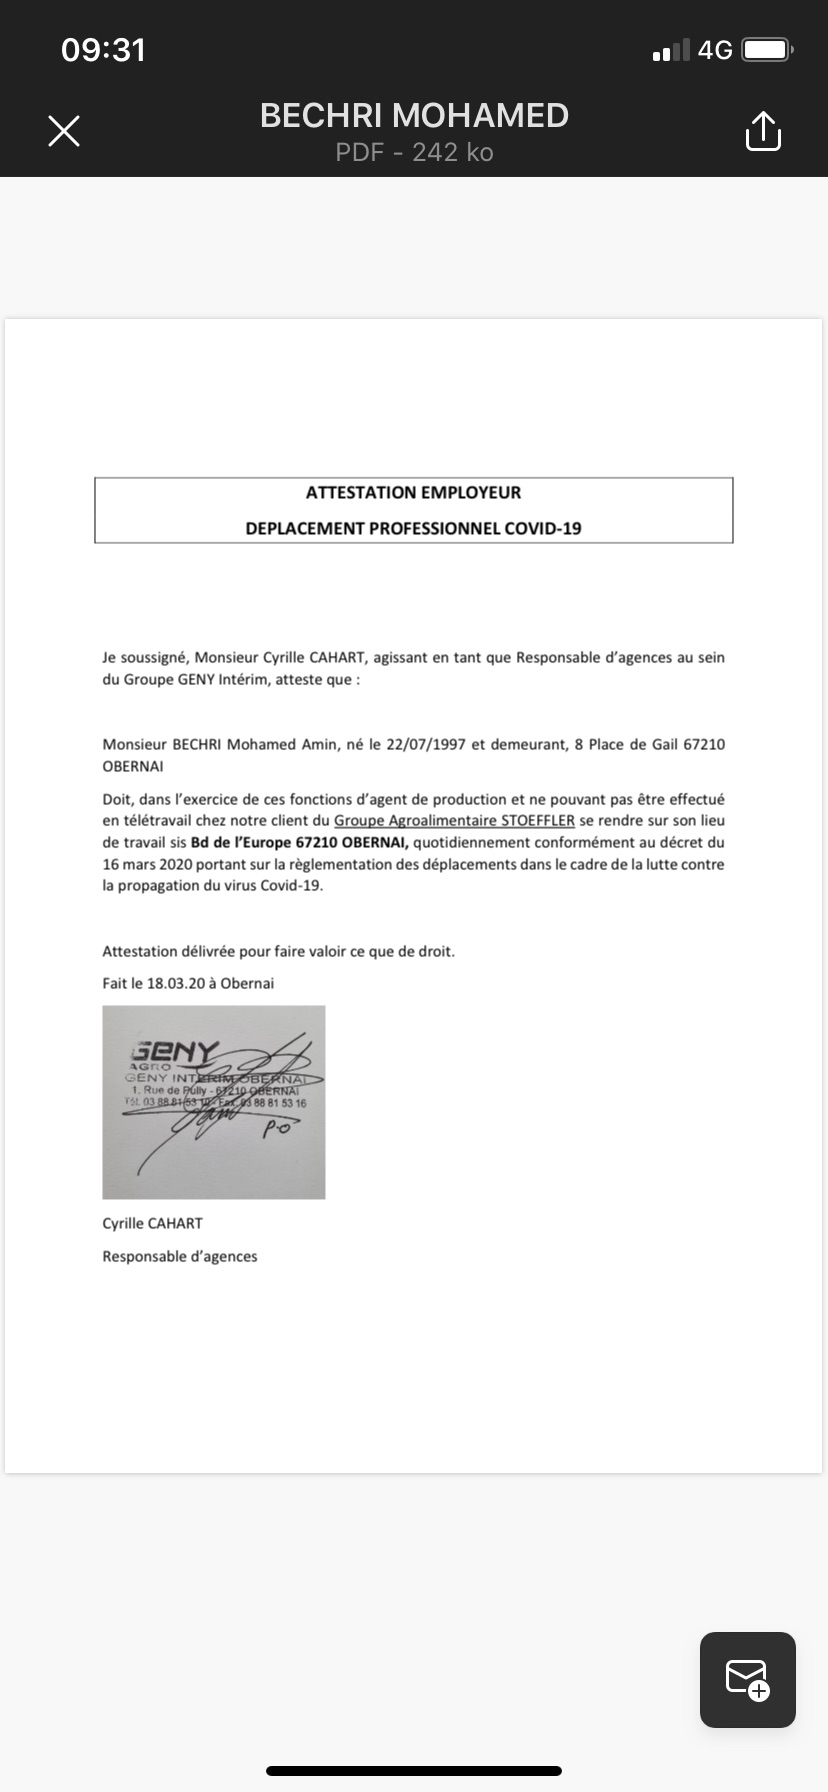 09:31
4G
BECHRI MOHAMED
PDF - 242 ko
ATTESTATION EMPLOYEUR
DEPLACEMENT PROFESSIONNEL COVID-19
Je soussigné, Monsieur Cyrille CAHART, agissant en tant que Responsable d'agences au sein
du Groupe GENY Intérim, atteste que :
Monsieur BECHRI Mohamed Amin, né le 22/07/1997 et demeurant, 8 Place de Gail 67210
OBERNAI
Doit, dans l'exercice de ces fonctions d'agent de production et ne pouvant pas être effectué
en télétravail chez notre client du Groupe Agroalimentaire STOEFFLER se rendre sur son lieu
de travail sis Bd de l'Europe 67210 OBERNAI, quotidiennement conformément au décret du
16 mars 2020 portant sur la règlementation des déplacements dans le cadre de la lutte contre
la propagation du virus Covid-19.
Attestation délivrée pour faire valoir ce que de droit.
Fait le 18.03.20 à Obernai
GENY
AGRO
GENY INTERIM OBERNAI
1, Rue de Pully - 67210 OBERNAI
Tél. 03 88 81 53 - Fax 03 88 81 53 16
P.O
Cyrille CAHART
Responsable d'agences